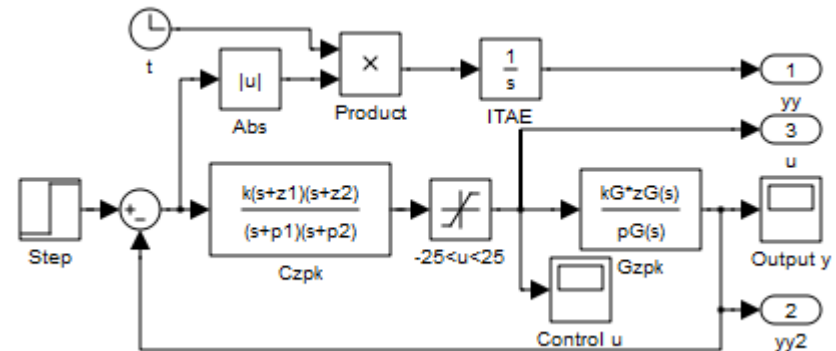 t
|u|
Abs
×
Product
1
s
ITAE
1
yy
3
u
Step
+
−
k(s+z1)(s+z2)
(s+p1)(s+p2)
Czpk
-25<u<25
kG*zG(s)
pG(s)
Gzpk
Output y
Control u
2
yy2